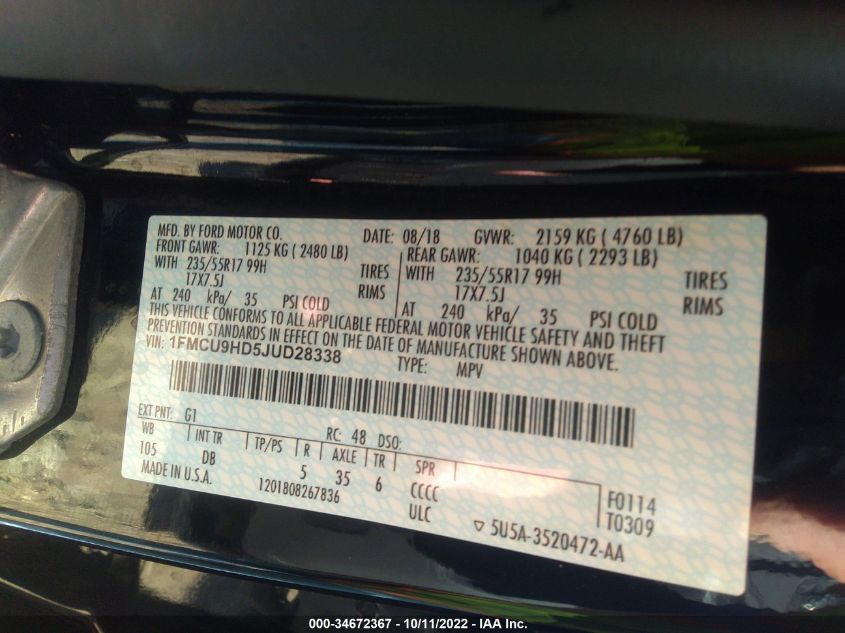 MFD. BY FORD MOTOR CO.
DATE: 08/18 GVWR: 2159 KG ( 4760 LB)
FRONT GAWR: 1125 KG ( 2480 LB)
REAR GAWR: 1040 KG ( 2293 LB)
WITH 235/55R17 99H TIRES
WITH 235/55R17 99H TIRES
17X7.5J RIMS
17X7.5J RIMS
AT 240 kPa/ 35 PSI COLD
AT 240 kPa/ 35 PSI COLD
THIS VEHICLE CONFORMS TO ALL APPLICABLE FEDERAL MOTOR VEHICLE SAFETY AND THEFT
PREVENTION STANDARDS IN EFFECT ON THE DATE OF MANUFACTURE SHOWN ABOVE.
VIN: 1FMCU9HD5JUD28338 TYPE: MPV
EXT PNT: G1 RC: 48 DSO:
WB INT TR TP/PS R AXLE TR SPR
105 DB 5 35 6 CCCC F0114
MADE IN U.S.A. 1201808267836 ULC T0309
▽ 5U5A-3520472-AA
000-34672367 - 10/11/2022 - IAA Inc.